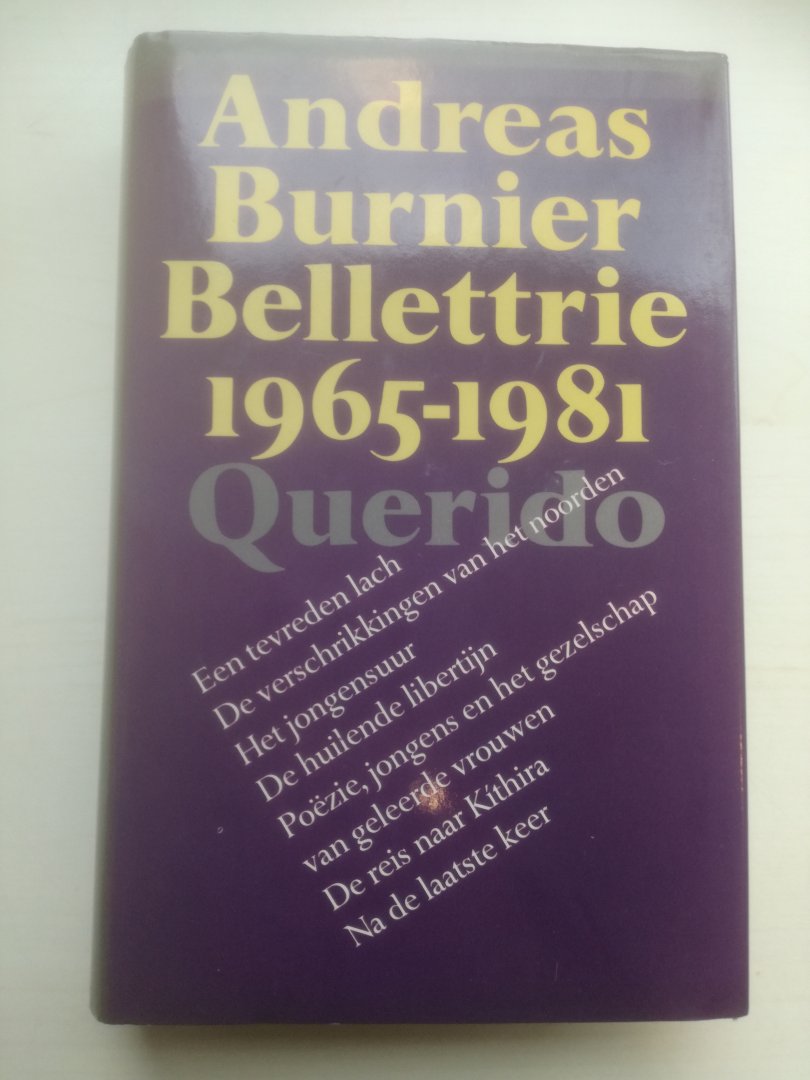 Andreas
Burnier
Bellettrie
1965-1981
Querido
Een tevreden lach
De verschrikkingen van het noorden
Het jongensuur
De huilende libertijn
Poëzie, jongens en het gezelschap
van geleerde vrouwen
De reis naar Kíthira
Na de laatste keer